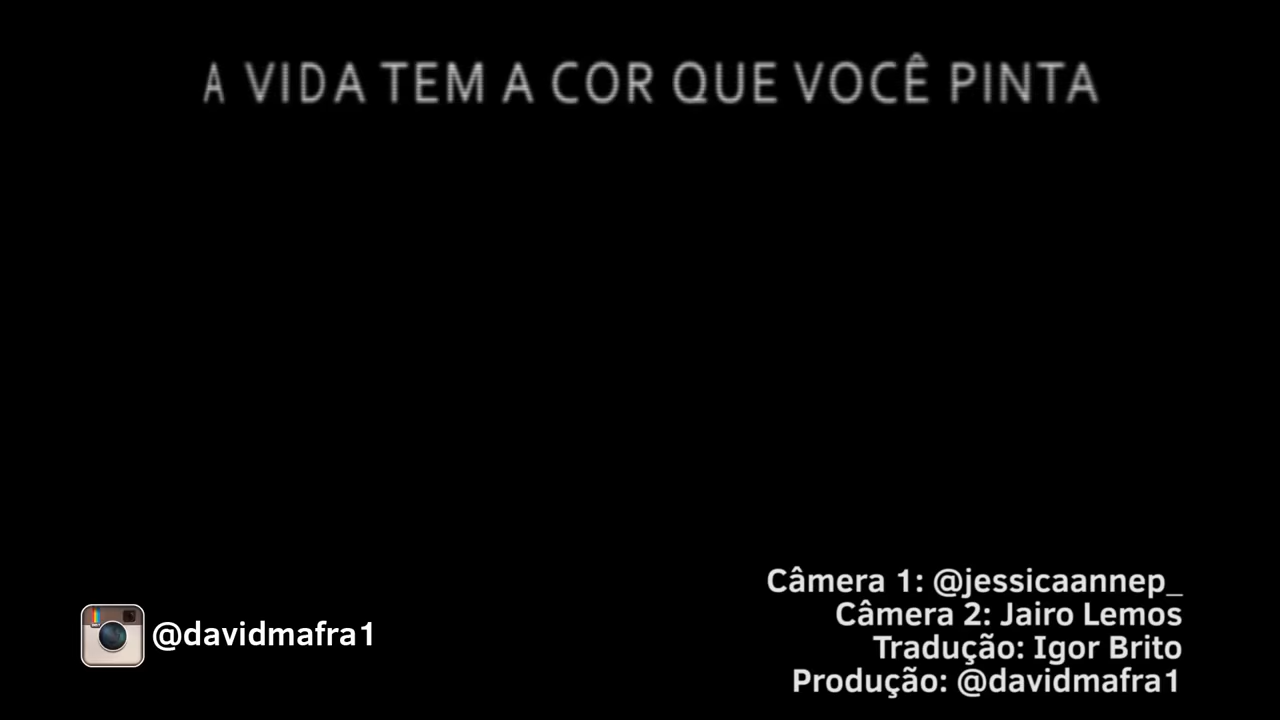 A VIDA TEM A COR QUE VOCÊ PINTA
Câmera 1: @jessicaannep_
Câmera 2: Jairo Lemos
@davidmafra1
Tradução: Igor Brito
Produção: @davidmafra1